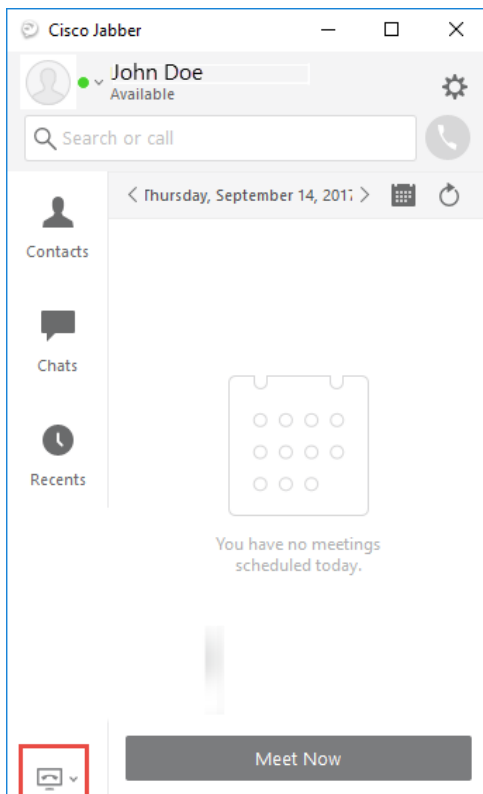 Cisco Jabber
John Doe
Available
Search or call
Contacts
Chats
Recents
Thursday, September 14, 2017
You have no meetings
scheduled today.
Meet Now